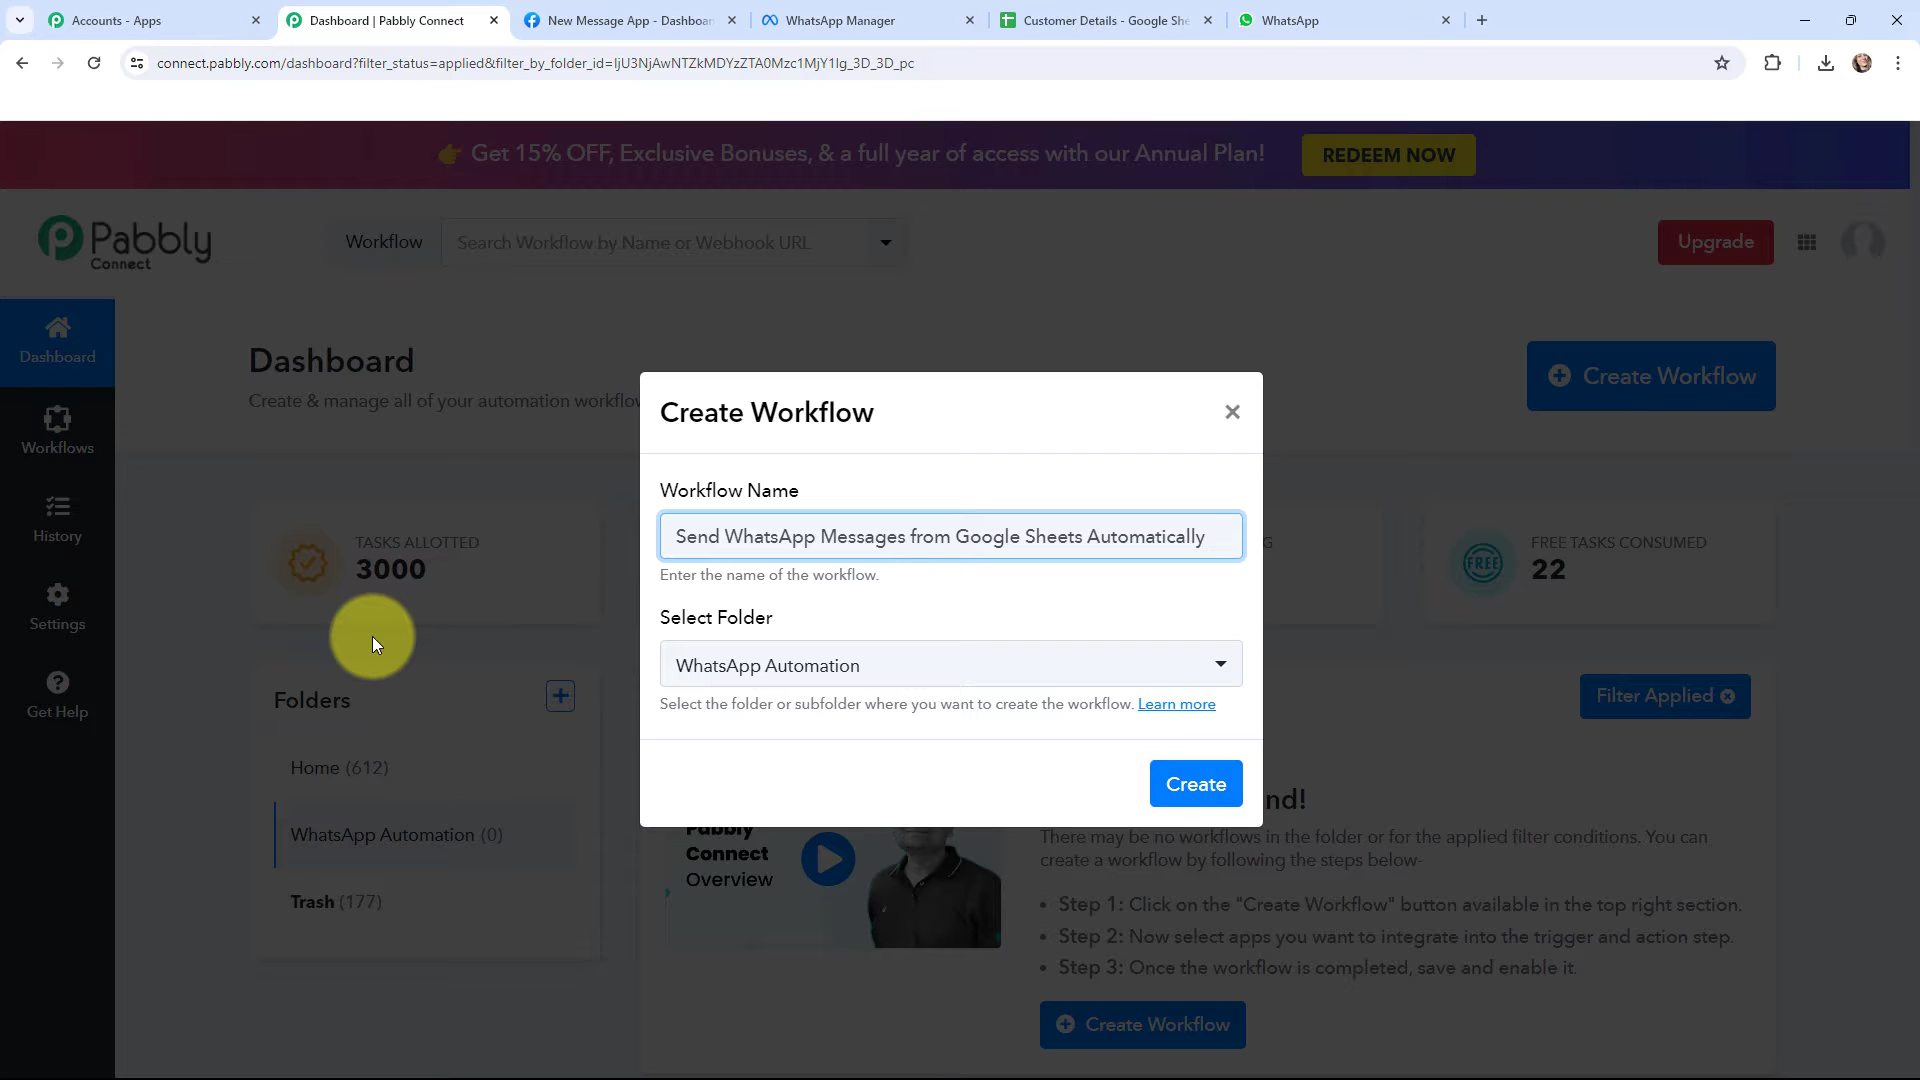 Accounts - Apps
Dashboard | Pabbly Connect
New Message App - Dashboar
WhatsApp Manager
Customer Details - Google She
WhatsApp
connect.pabbly.com/dashboard?filter_status=applied&filter_by_folder_id=IjU3NjAwNTZkMDYzZTA0Mzc1MjY1Ig_3D_3D_pc
Get 15% OFF, Exclusive Bonuses, & a full year of access with our Annual Plan!
REDEEM NOW
Pabbly
Connect
Workflow
Search Workflow by Name or Webhook URL
Upgrade
Dashboard
Workflows
History
Settings
Get Help
Dashboard
Create & manage all of your automation workflo
Create Workflow
TASKS ALLOTTED
3000
G
FREE
FREE TASKS CONSUMED
22
Folders
Home (612)
WhatsApp Automation (0)
Trash (177)
Filter Applied
Create Workflow
Workflow Name
Send WhatsApp Messages from Google Sheets Automatically
Enter the name of the workflow.
Select Folder
WhatsApp Automation
Select the folder or subfolder where you want to create the workflow. Learn more
Create
Pabbly
Connect
Overview
nd!
There may be no workflows in the folder or for the applied filter conditions. You can
create a workflow by following the steps below-
• Step 1: Click on the "Create Workflow" button available in the top right section.
• Step 2: Now select apps you want to integrate into the trigger and action step.
• Step 3: Once the workflow is completed, save and enable it.
Create Workflow